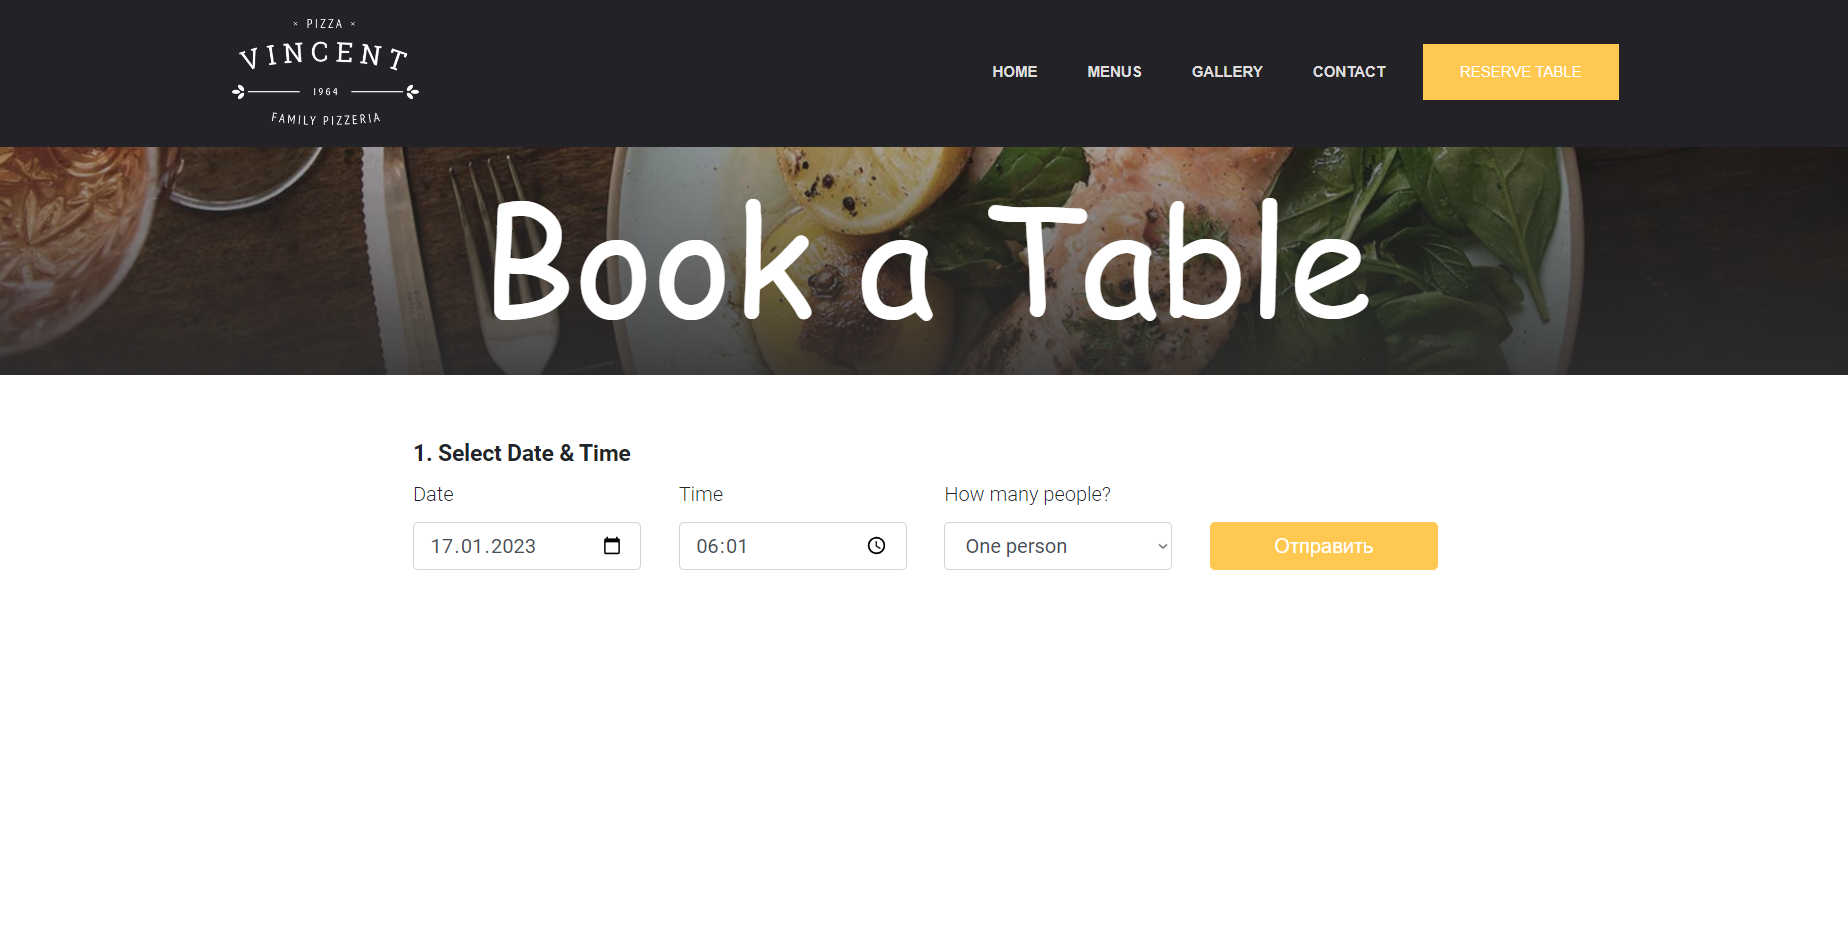 × PIZZA ×
VINCENT
1964
FAMILY PIZZERIA
HOME MENUS GALLERY CONTACT RESERVE TABLE
Book a Table
1. Select Date & Time
Date Time How many people?
17.01.2023 06:01 One person Отправить